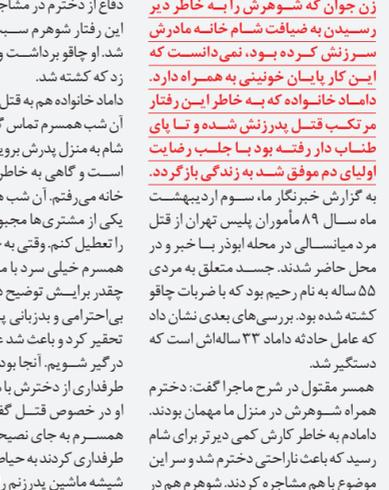 زن جوان که شوهرش را به خاطر دیر
رسیدن به ضیافت شام خانه مادرش
سرزنش کرده بود، نمی‌دانست که
این کار پایان خونینی به همراه دارد.
داماد خانواده که به خاطر این رفتار
مرتکب قتل پدرزنش شده و تا پای
طناب دار رفته بود با جلب رضایت
اولیای دم موفق شد به زندگی بازگردد.
به گزارش خبرنگار ما، سوم اردیبهشت
ماه سال ۸۹ مأموران پلیس تهران از قتل
مرد میانسالی در محله ابوذر با خبر و در
محل حاضر شدند. جسد متعلق به مردی
۵۵ ساله به نام رحیم بود که با ضربات چاقو
کشته شده بود. بررسی‌های بعدی نشان داد
که عامل حادثه داماد ۳۳ ساله‌اش است که
دستگیر شد.
همسر مقتول در شرح ماجرا گفت: دخترم
همراه شوهرش در منزل ما مهمان بودند.
دامادم به خاطر کارش کمی دیرتر برای شام
رسید که باعث ناراحتی دخترم شد و سر این
موضوع با هم مشاجره کردند. شوهرم هم در
دفاع از دخترم در
این رفتار شوهرم
شد. او چاقو برداشت و
زد که کشته شد.
داماد خانواده هم به قتل
آن شب همسرم تماس
شام به منزل پدرش
است و گاهی به خاطر
خانه می‌رفتم. آن شب
یکی از مشتری‌ها
را تعطیل کنم. وقتی به
همسرم خیلی سرد با
چقدر برایش توضیح
بی‌احترامی و بدزبانی
تحقیر کرد و باعث شد
درگیر شویم. آنجا بود
طرفداری از دخترش با
او در خصوص قتل
همسرم به جای
طرفداری کردند به
شیشه ماشین پدرزنم